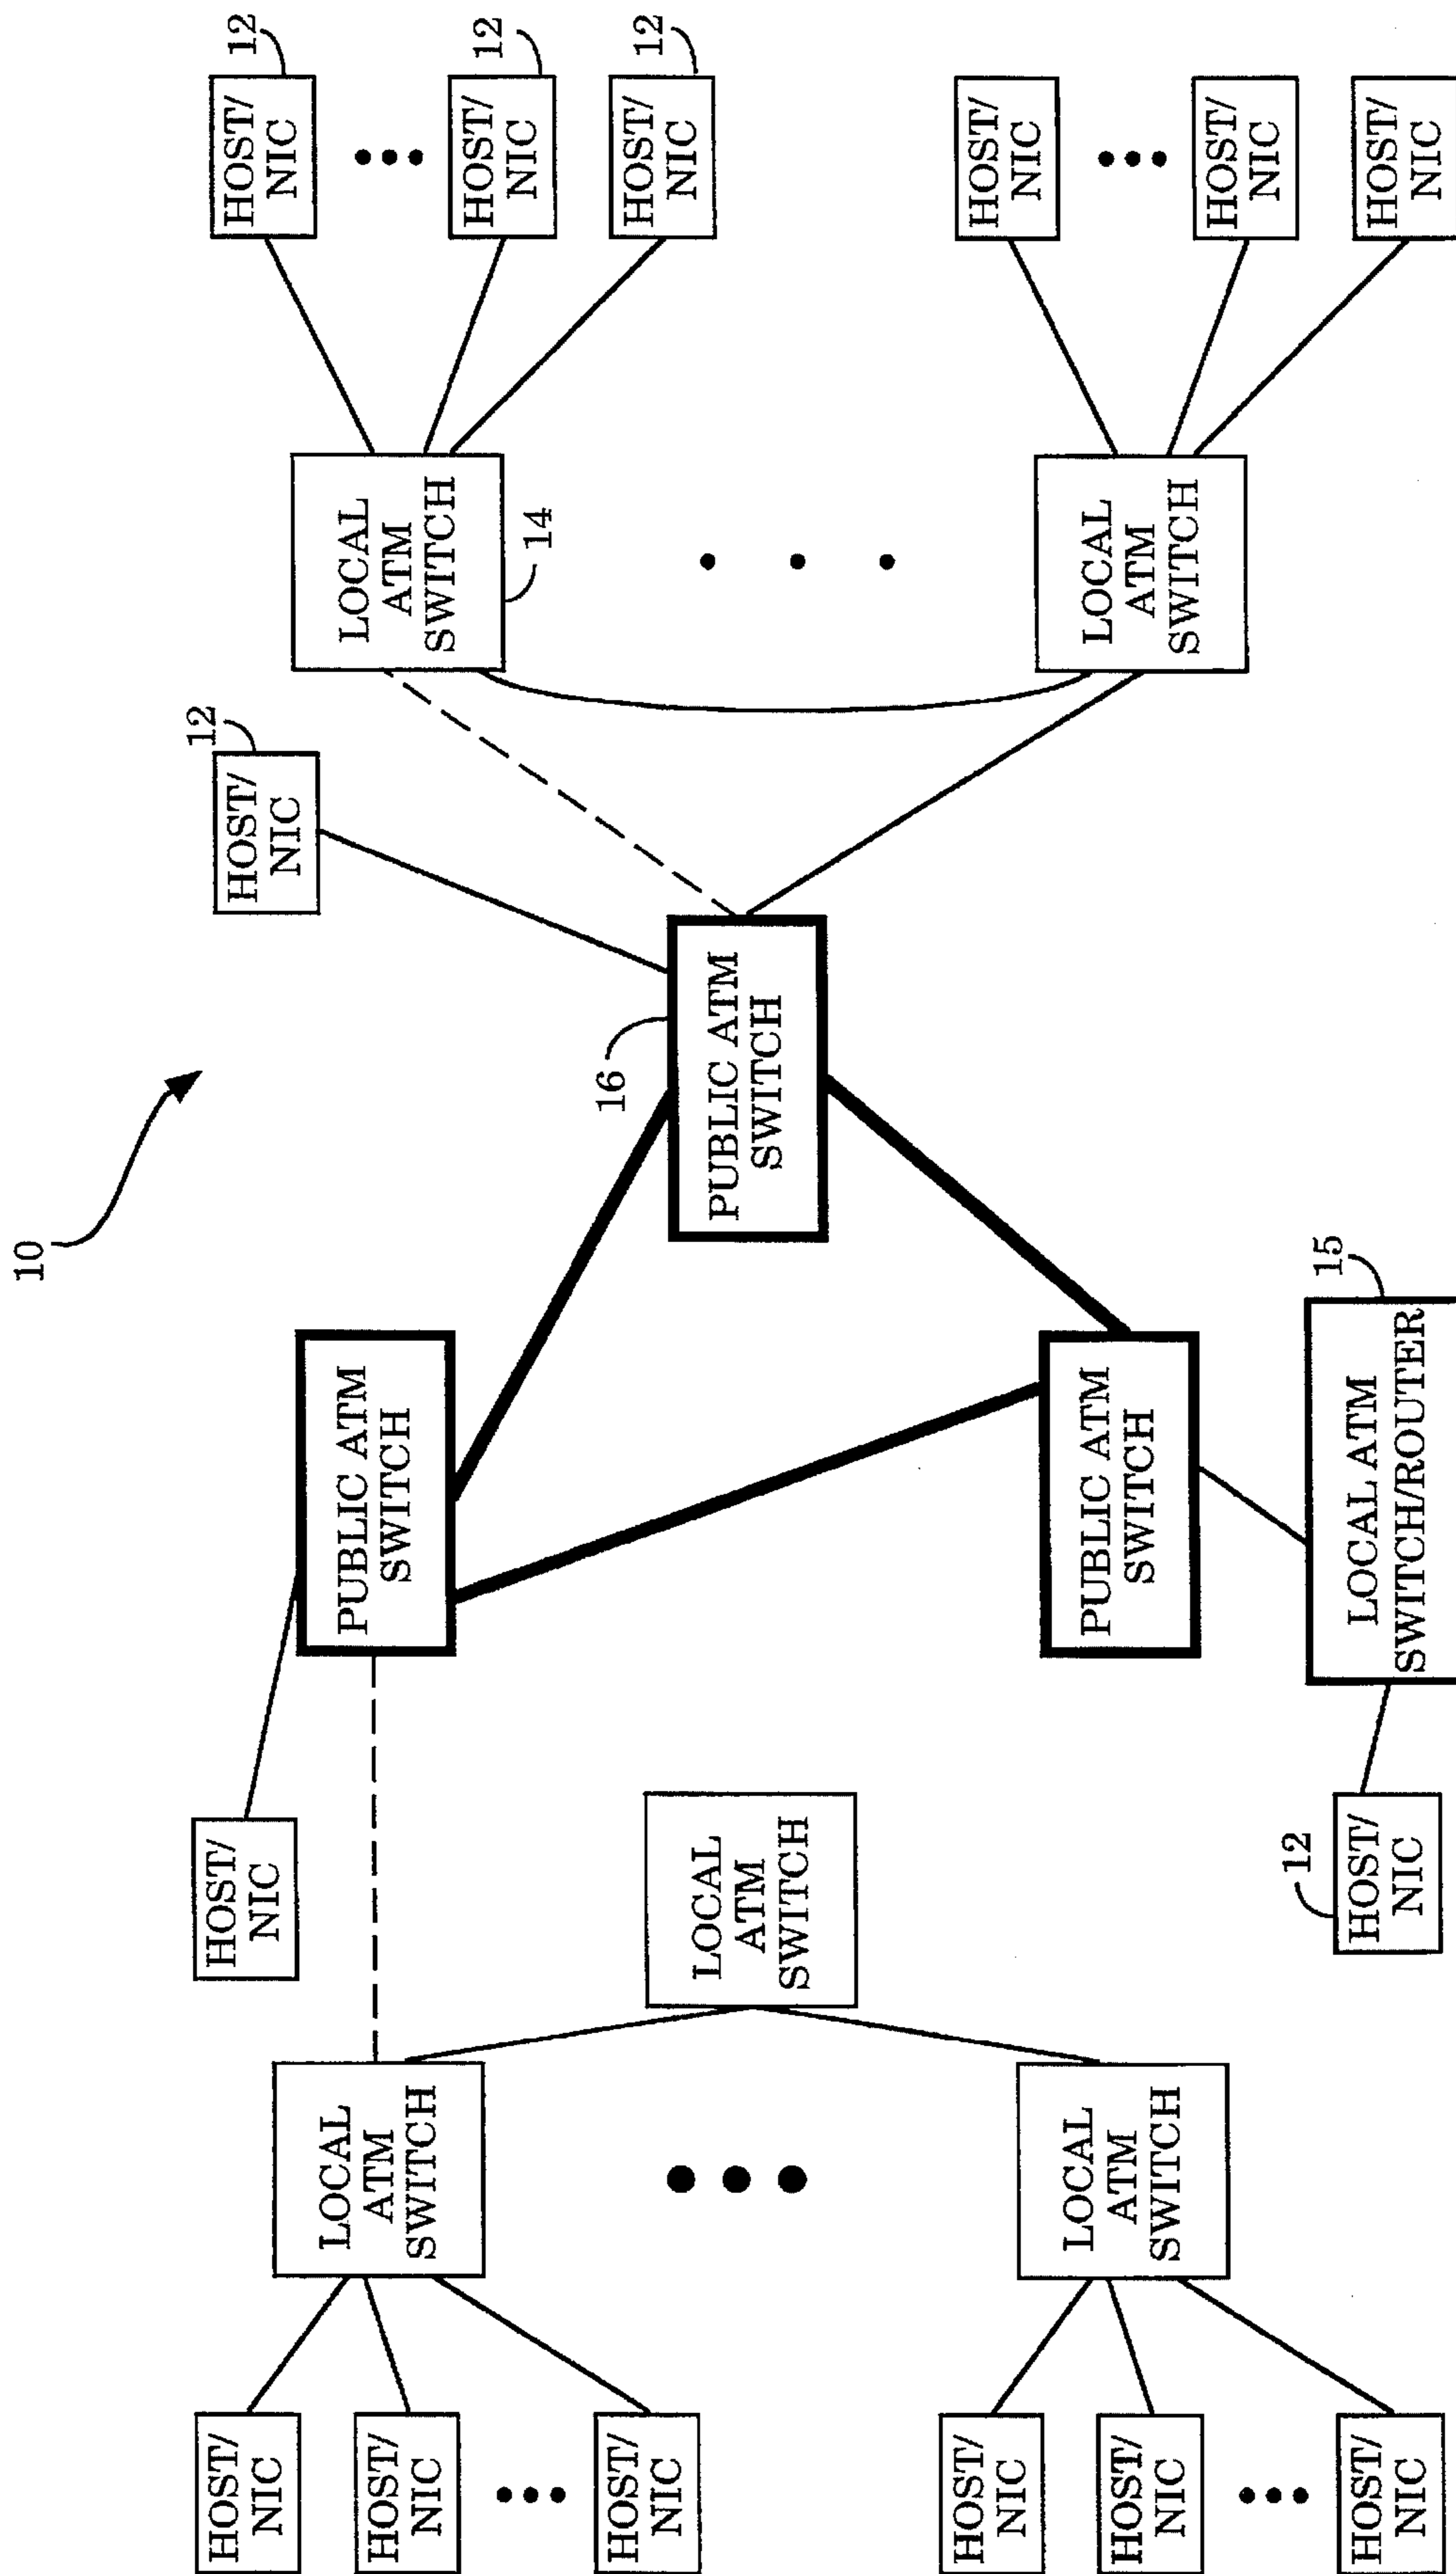 10
HOST/
NIC
HOST/
NIC
12
HOST/
NIC
12
HOST/
NIC
LOCAL
ATM
SWITCH
PUBLIC ATM
SWITCH
LOCAL
ATM
SWITCH
14
HOST/
NIC
12
HOST/
NIC
HOST/
NIC
LOCAL
ATM
SWITCH
16
PUBLIC ATM
SWITCH
12
HOST/
NIC
HOST/
NIC
HOST/
NIC
LOCAL
ATM
SWITCH
PUBLIC ATM
SWITCH
LOCAL
ATM
SWITCH
HOST/
NIC
HOST/
NIC
HOST/
NIC
12
HOST/
NIC
15
LOCAL ATM
SWITCH/ROUTER
HOST/
NIC